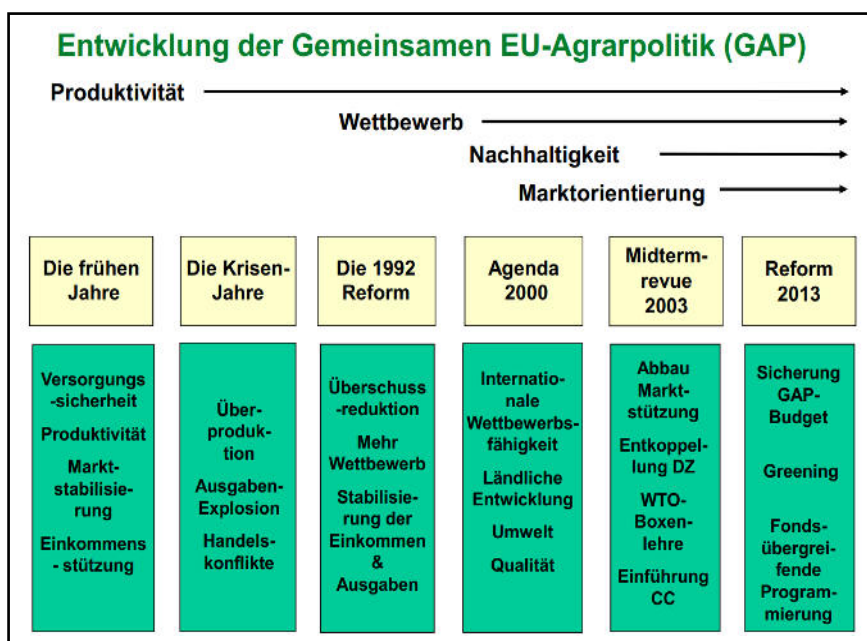 Entwicklung der Gemeinsamen EU-Agrarpolitik (GAP)
Produktivität
Wettbewerb
Nachhaltigkeit
Marktorientierung
Die frühen
Jahre
Die Krisen-
Jahre
Die 1992
Reform
Agenda
2000
Midterm-
revue
2003
Reform
2013
Versorgungs
-sicherheit
Produktivität
Markt-
stabilisie-
rung
Einkommens
- stützung
Über-
produk-
tion
Ausgaben-
Explosion
Handels-
konflikte
Überschuss
-reduktion
Mehr
Wettbewerb
Stabilisie-
rung der
Einkommen
&
Ausgaben
Internatio-
nale
Wettbewerbs-
fähigkeit
Ländliche
Entwicklung
Umwelt
Qualität
Abbau
Markt-
stützung
Entkoppel-
lung DZ
WTO-
Boxen-
lehre
Einführung
CC
Sicherung
GAP-
Budget
Greening
Fonds-
übergrei-
fende
Program-
mierung